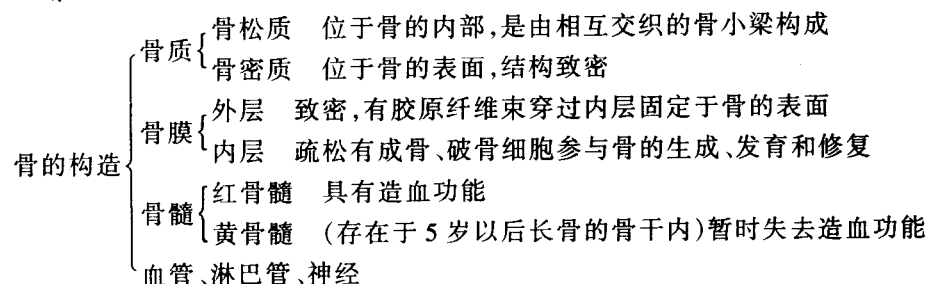 骨松质 位于骨的内部,是由相互交织的骨小梁构成
骨质
骨密质 位于骨的表面,结构致密
外层 致密,有胶原纤维束穿过内层固定于骨的表面
骨膜
内层 疏松有成骨、破骨细胞参与骨的生成、发育和修复
骨的构造
红骨髓 具有造血功能
骨髓
黄骨髓 (存在于5岁以后长骨的骨干内)暂时失去造血功能
血管、淋巴管、神经